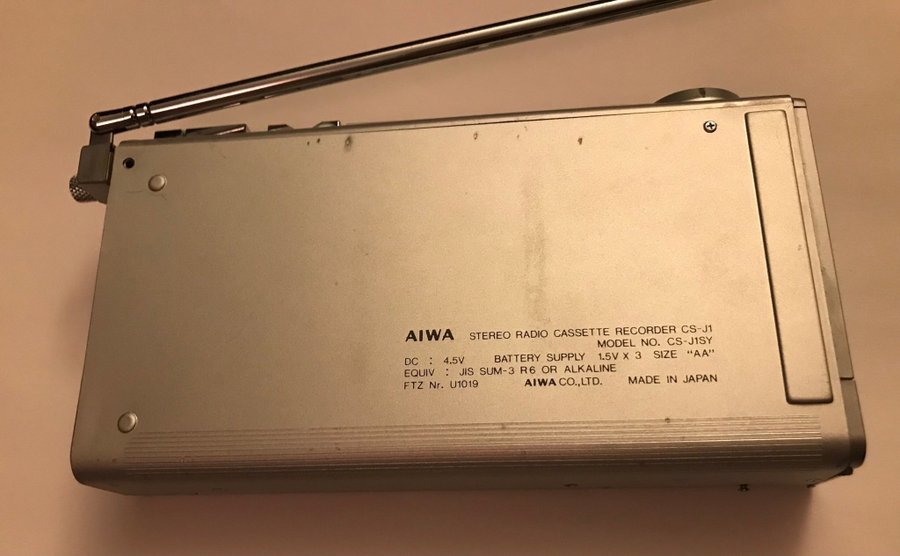 AIWA STEREO RADIO CASSETTE RECORDER CS-J1
MODEL NO. CS-J1SY
DC : 4.5V BATTERY SUPPLY 1.5V X 3 SIZE "AA"
EQUIV : JIS SUM-3 R6 OR ALKALINE
FTZ Nr. U1019 AIWA CO.,LTD. MADE IN JAPAN